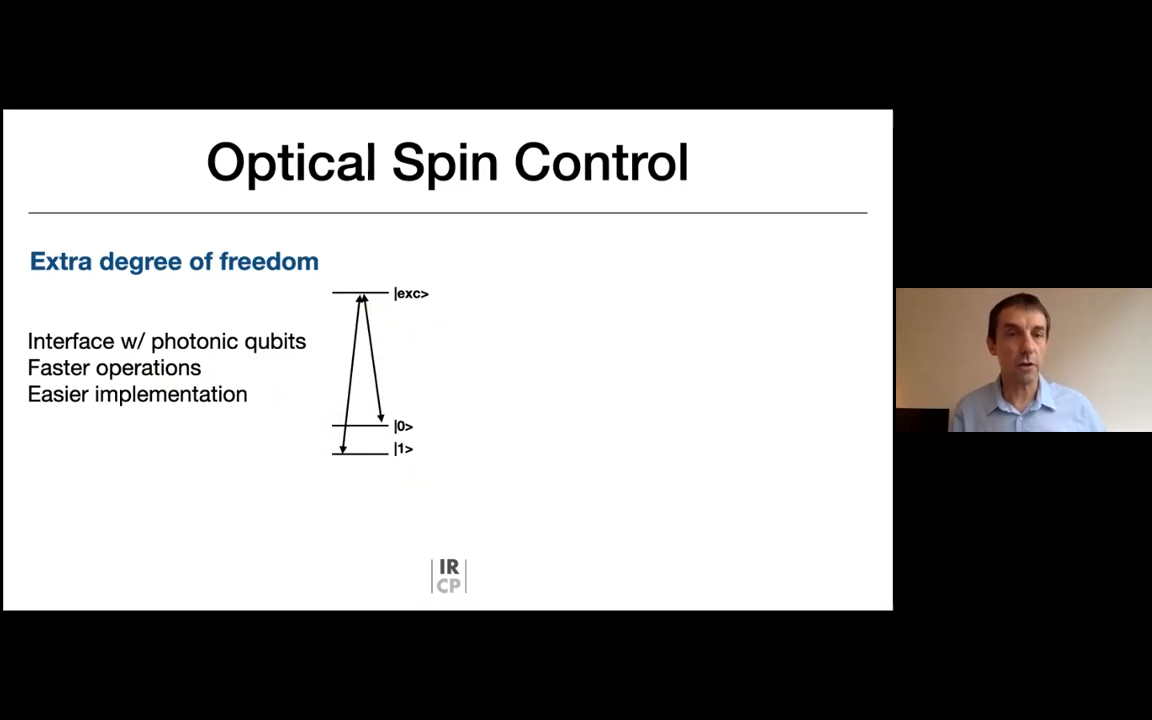 Optical Spin Control
Extra degree of freedom
|exc>
Interface w/ photonic qubits
Faster operations
Easier implementation
|0>
|1>
IR
CP